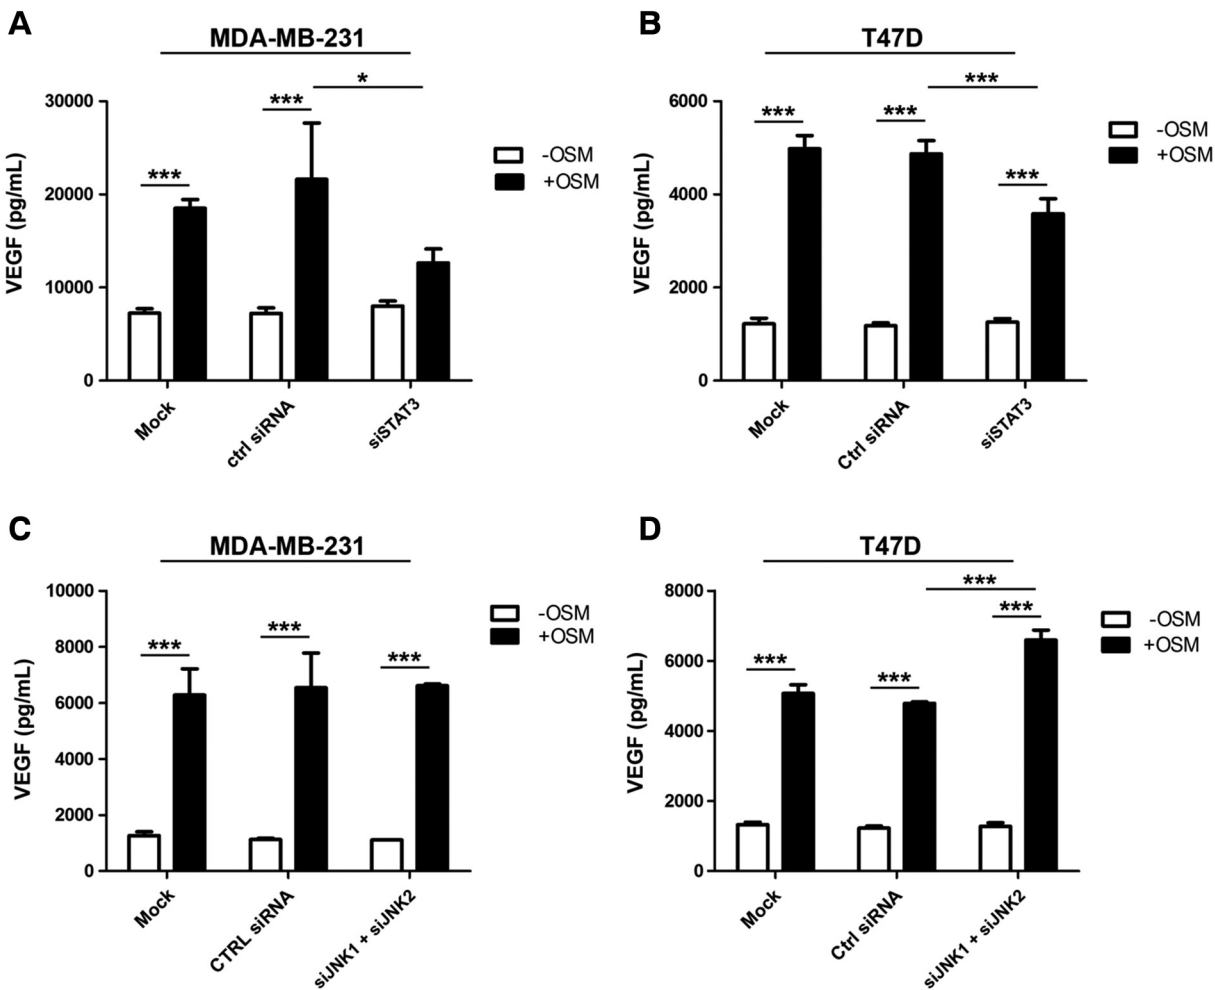 A
MDA-MB-231
*
***
***
30000
20000
10000
0
VEGF (pg/mL)
-OSM
+OSM
Mock
ctrl siRNA
siSTAT3
B
T47D
***
***
***
***
6000
4000
2000
0
VEGF (pg/mL)
-OSM
+OSM
Mock
Ctrl siRNA
siSTAT3
C
MDA-MB-231
***
***
***
10000
8000
6000
4000
2000
0
VEGF (pg/mL)
-OSM
+OSM
Mock
CTRL siRNA
siJNK1 + siJNK2
D
T47D
***
***
***
***
8000
6000
4000
2000
0
VEGF (pg/mL)
-OSM
+OSM
Mock
Ctrl siRNA
siJNK1 + siJNK2